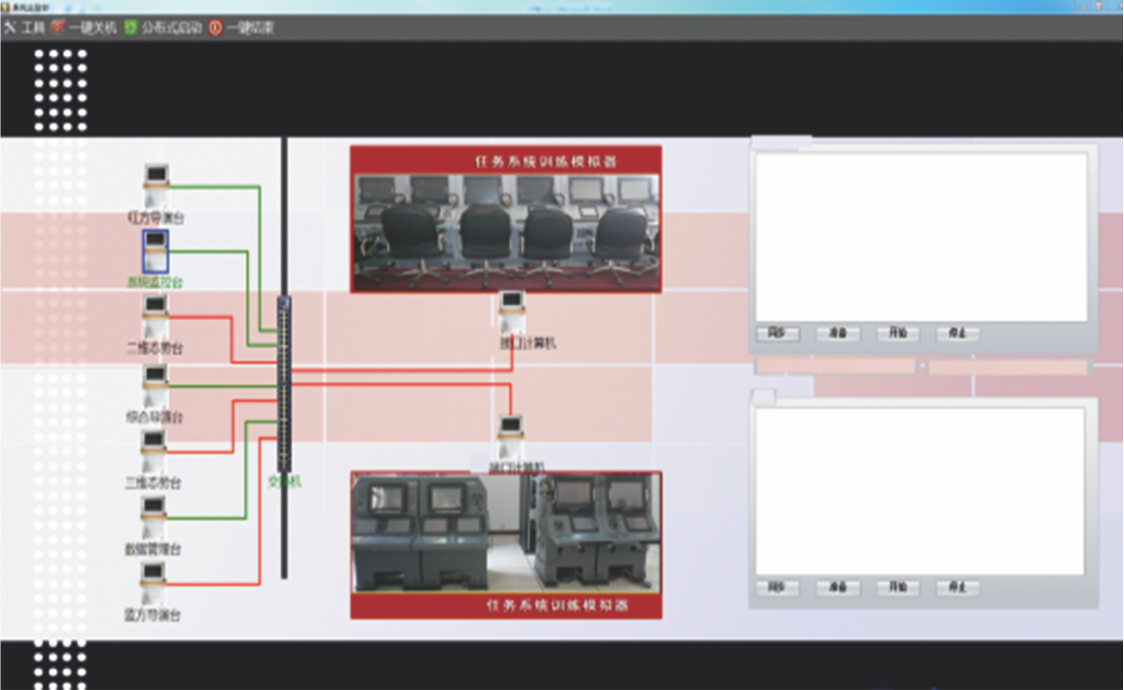 工具 一键关机 分布式启动 一键结束
任务系统训练模拟器
红方导演台
系统监控台
二维态势台
接口计算机
同步 准备 开始 停止
综合导演台
三维态势台
接口计算机
交换机
数据管理台
同步 准备 开始 停止
任务系统训练模拟器
蓝方导演台